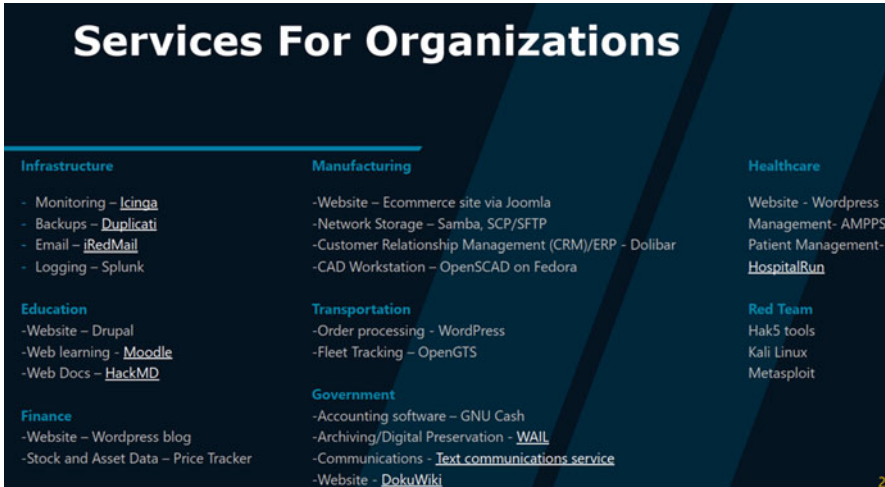 Services For Organizations
Infrastructure
- Monitoring – Icinga
- Backups – Duplicati
- Email – iRedMail
- Logging – Splunk
Education
-Website – Drupal
-Web learning - Moodle
-Web Docs – HackMD
Finance
-Website – Wordpress blog
-Stock and Asset Data – Price Tracker
Manufacturing
-Website – Ecommerce site via Joomla
-Network Storage – Samba, SCP/SFTP
-Customer Relationship Management (CRM)/ERP - Dolibar
-CAD Workstation – OpenSCAD on Fedora
Transportation
-Order processing - WordPress
-Fleet Tracking – OpenGTS
Government
-Accounting software – GNU Cash
-Archiving/Digital Preservation - WAIL
-Communications - Text communications service
-Website - DokuWiki
Healthcare
Website - Wordpress
Management- AMPPS
Patient Management-
HospitalRun
Red Team
Hak5 tools
Kali Linux
Metasploit
2